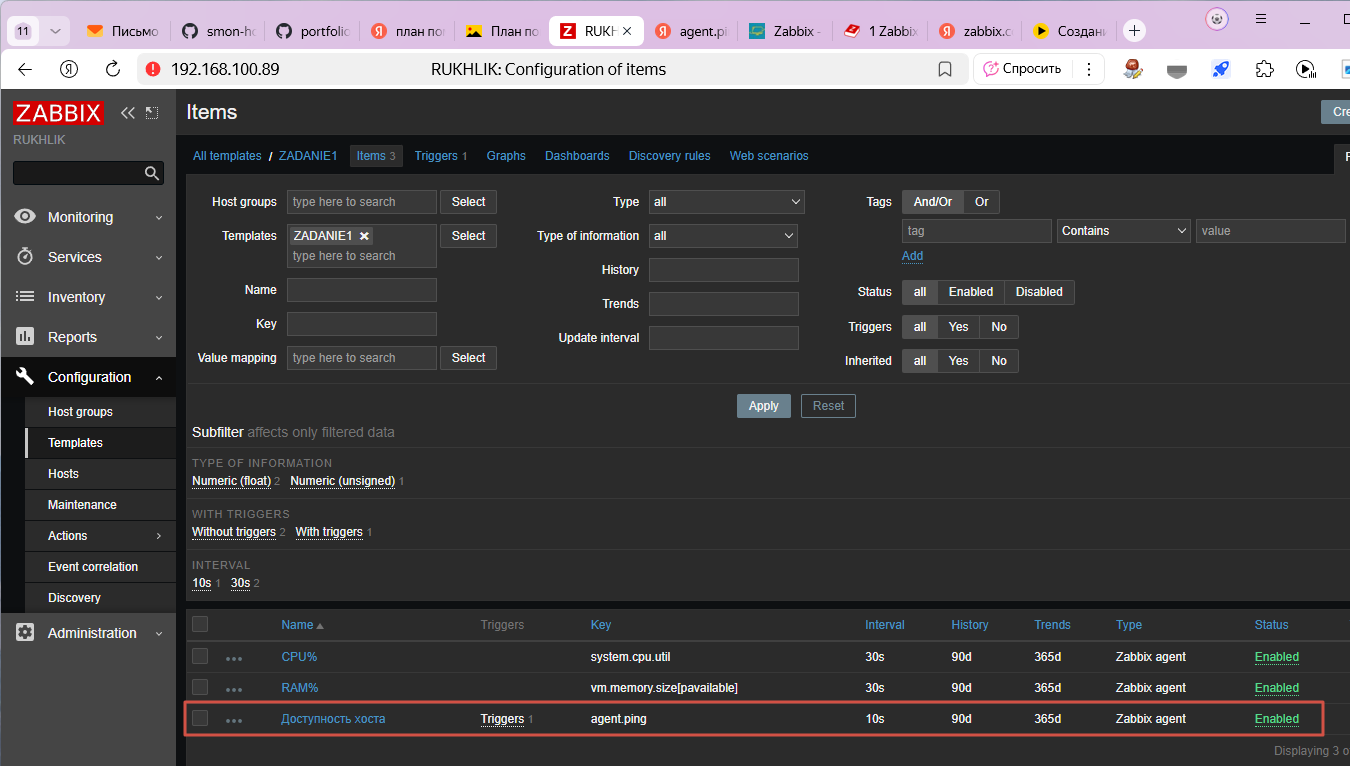 11 Письмо smon-ho portfolio план по План по RUKH agent.pi Zabbix - 1 Zabbix zabbix.c Создани
192.168.100.89 RUKHLIK: Configuration of items Спросить
ZABBIX Items Cre
RUKHLIK
All templates / ZADANIE1 Items 3 Triggers 1 Graphs Dashboards Discovery rules Web scenarios F
Host groups type here to search Select Type all Tags And/Or Or
Templates ZADANIE1 Select Type of information all tag Contains value
type here to search Add
Name History Status all Enabled Disabled
Key Trends Triggers all Yes No
Value mapping type here to search Select Update interval Inherited all Yes No
Apply Reset
Monitoring
Services
Inventory
Reports
Configuration
Host groups
Templates
Hosts
Maintenance
Actions
Event correlation
Discovery
Administration
Subfilter affects only filtered data
TYPE OF INFORMATION
Numeric (float) 2 Numeric (unsigned) 1
WITH TRIGGERS
Without triggers 2 With triggers 1
INTERVAL
10s 1 30s 2
Name Triggers Key Interval History Trends Type Status
CPU% system.cpu.util 30s 90d 365d Zabbix agent Enabled
RAM% vm.memory.size[pavailable] 30s 90d 365d Zabbix agent Enabled
Доступность хоста Triggers 1 agent.ping 10s 90d 365d Zabbix agent Enabled
Displaying 3 o